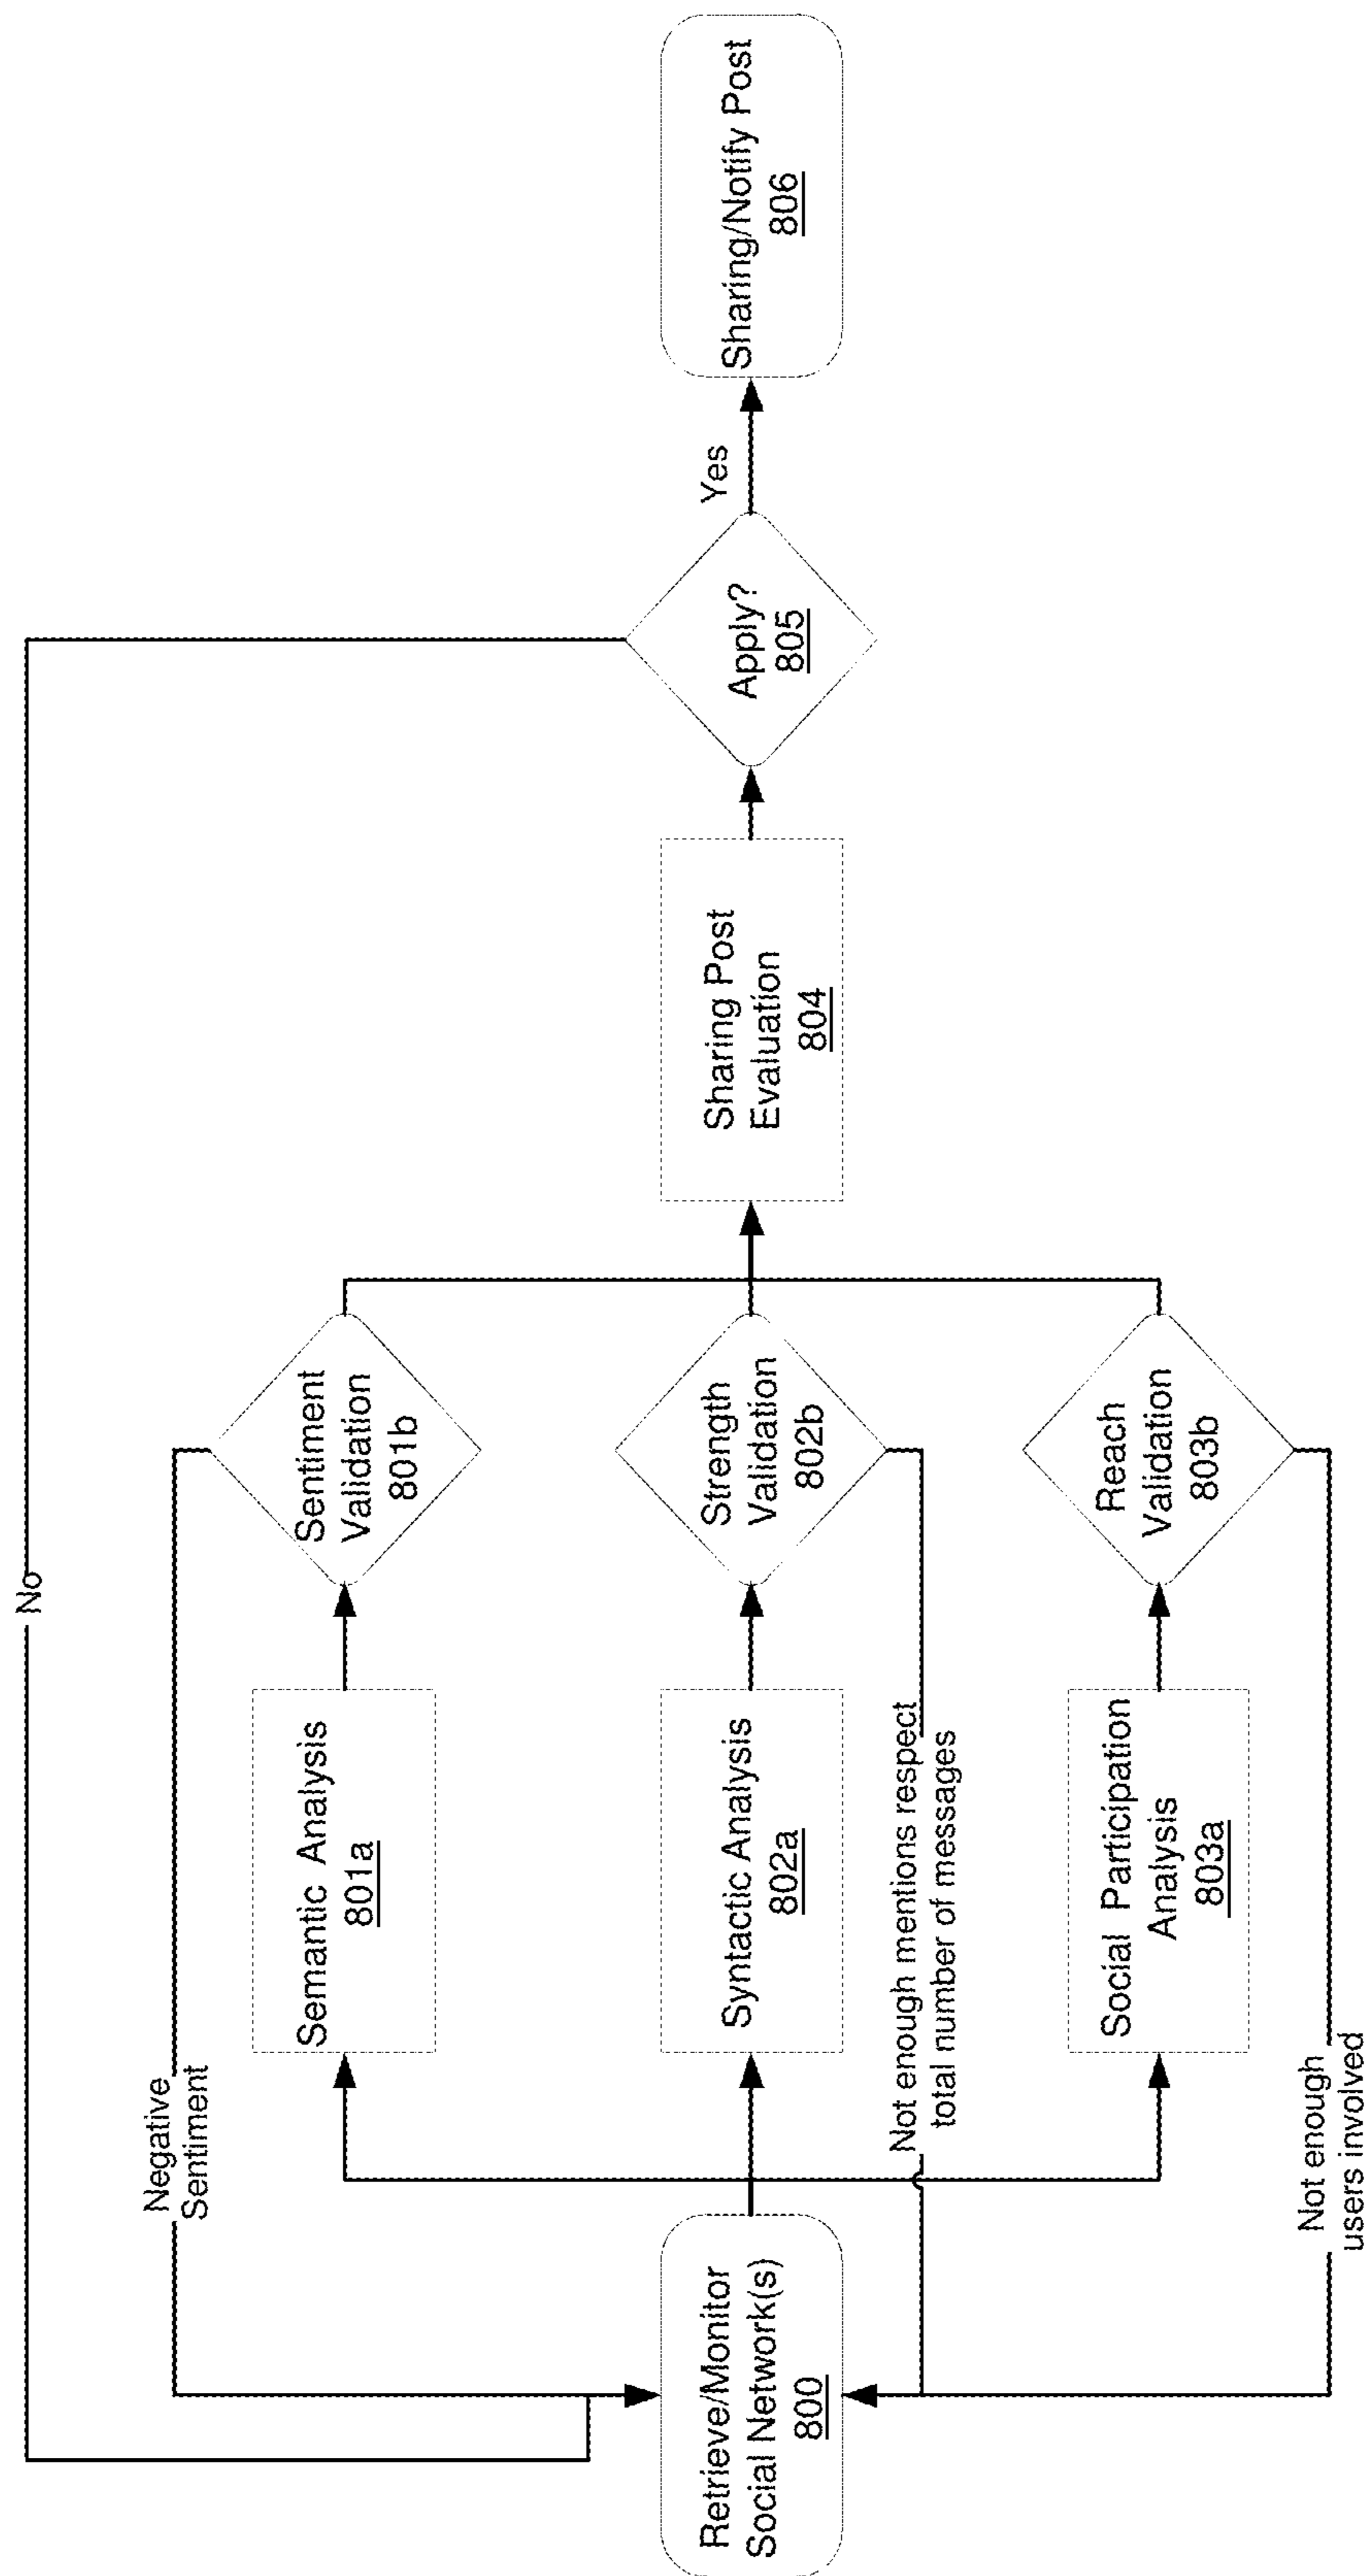 No
Negative
Sentiment
Retrieve/Monitor
Social Network(s)
800
Semantic Analysis
801a
Sentiment
Validation
801b
Syntactic Analysis
802a
Strength
Validation
802b
Not enough mentions respect
total number of messages
Social Participation
Analysis
803a
Reach
Validation
803b
Not enough
users involved
Sharing Post
Evaluation
804
Apply?
805
Yes
Sharing/Notify Post
806